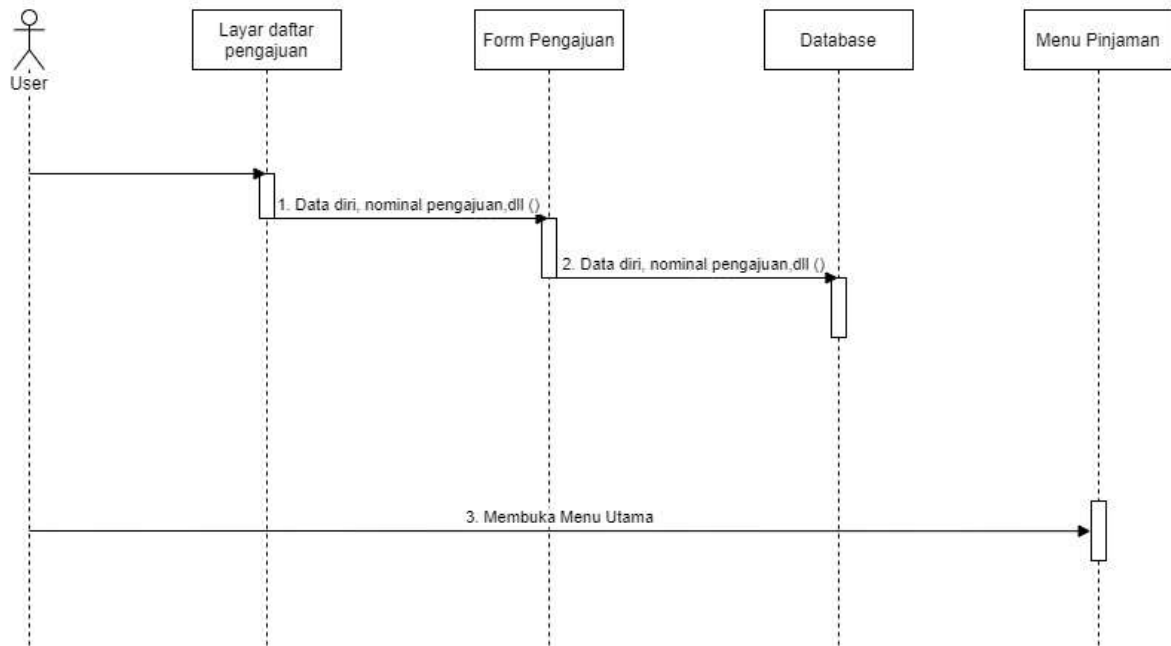 User
Layar daftar
pengajuan
Form Pengajuan
Database
Menu Pinjaman
1. Data diri, nominal pengajuan,dll ()
2. Data diri, nominal pengajuan,dll ()
3. Membuka Menu Utama